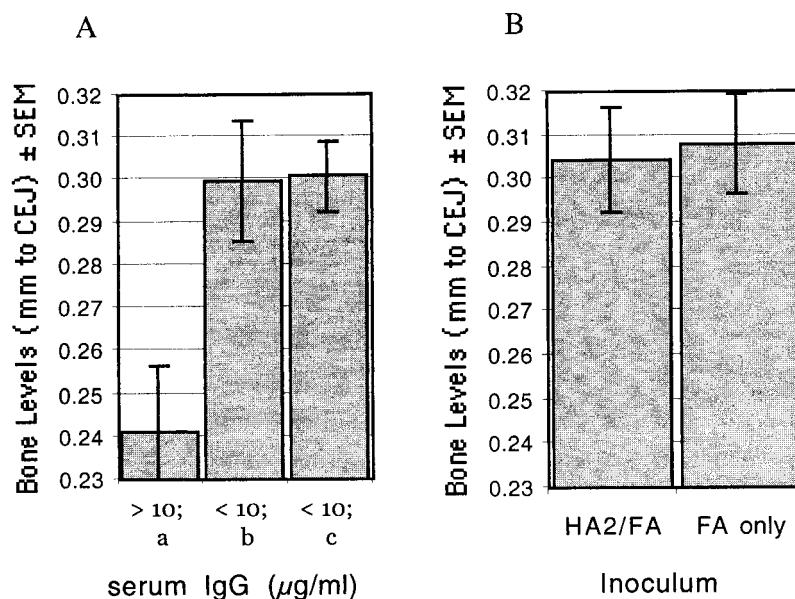 A
Bone Levels (mm to CEJ) ± SEM
0.32
0.31
0.30
0.29
0.28
0.27
0.26
0.25
0.24
0.23
> 10; < 10; < 10;
a b c
serum IgG (µg/ml)
B
Bone Levels (mm to CEJ) ± SEM
0.32
0.31
0.30
0.29
0.28
0.27
0.26
0.25
0.24
0.23
HA2/FA FA only
Inoculum